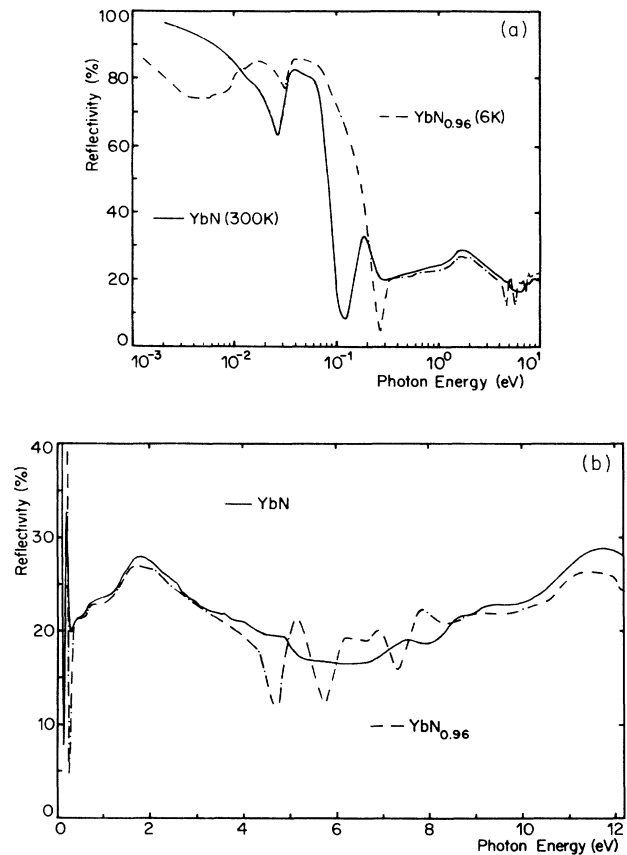 (a)
100
80
60
40
20
0
Reflectivity (%)
YbN0.96 (6K)
YbN (300K)
10-3 10-2 10-1 100 101
Photon Energy (eV)
(b)
40
30
20
10
0
Reflectivity (%)
YbN
YbN0.96
0 2 4 6 8 10 12
Photon Energy (eV)